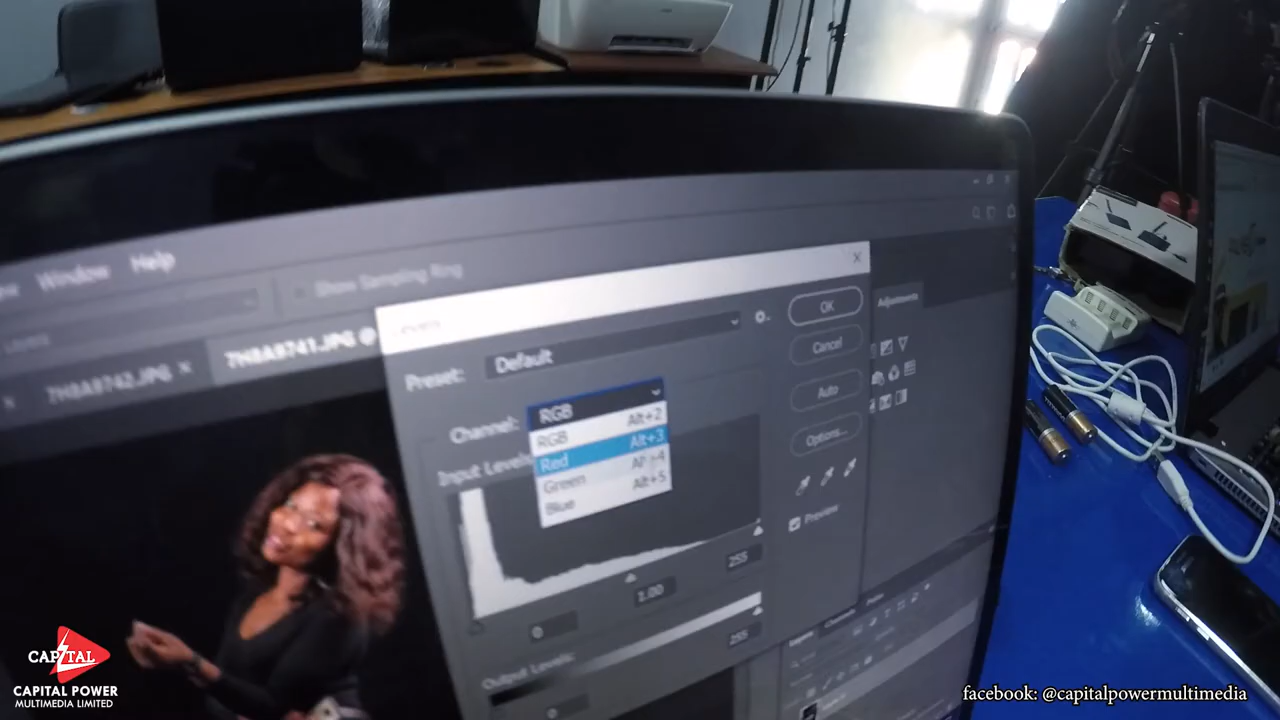 Window Help
Show Sampling Ring
7H8A9742.JPG × 7H8A9741.JPG @
Levels
Preset: Default
OK
Cancel
Auto
Options...
Preview
Channel: RGB
RGB Alt+2
Red Alt+3
Green Alt+4
Blue Alt+5
Input Levels:
1.00
255
Output Levels:
255
Adjustments
CAPITAL
CAPITAL POWER
MULTIMEDIA LIMITED
facebook: @capitalpowermultimedia